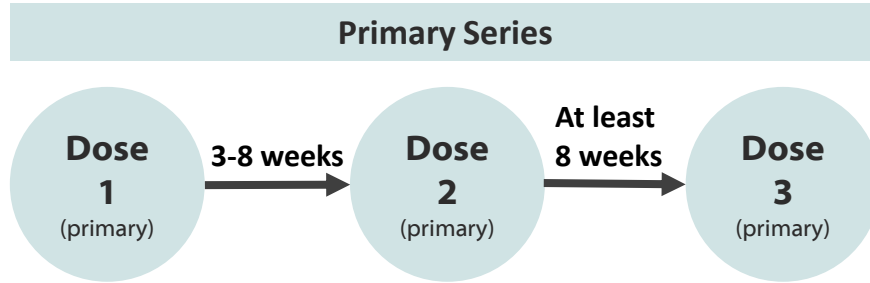 Primary Series
Dose
1
(primary)
3-8 weeks
Dose
2
(primary)
At least
8 weeks
Dose
3
(primary)